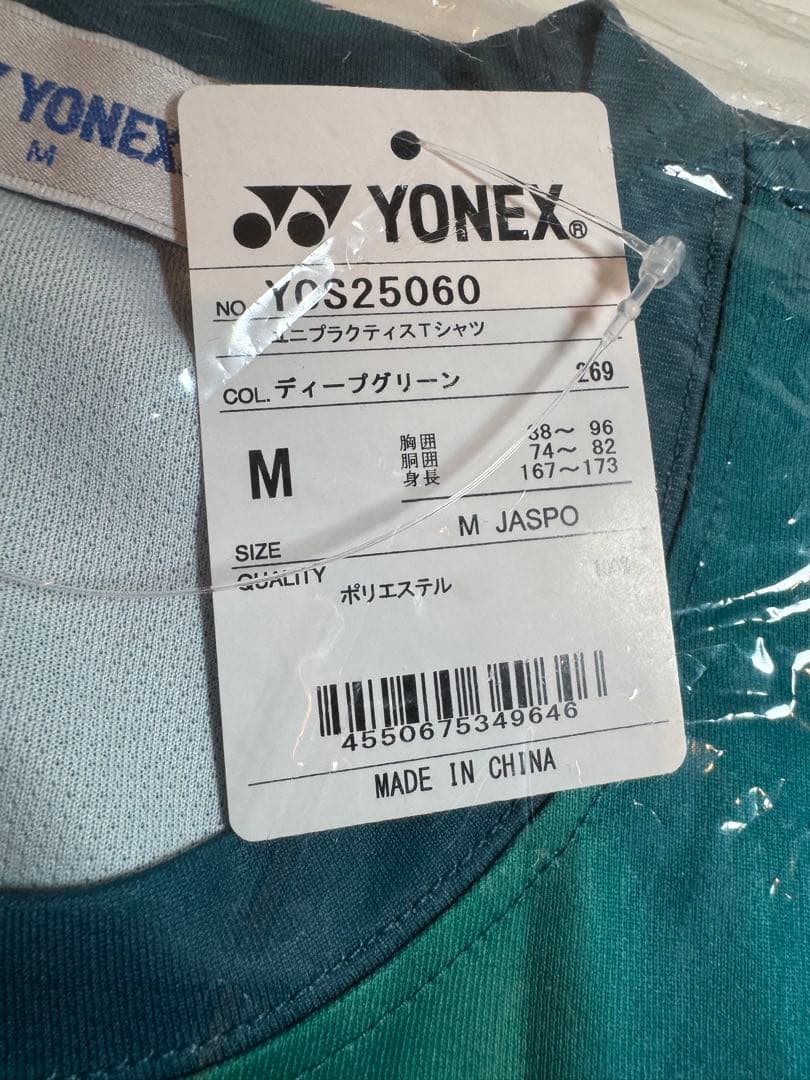 YONEX
M
YONEX®
NO. YOS25060
ユニプラクティスTシャツ
COL. ディープグリーン 269
M
胸囲 88～ 96
胴囲 74～ 82
身長 167～173
M JASPO
SIZE
QUALITY
ポリエステル 100%
4550675349646
MADE IN CHINA